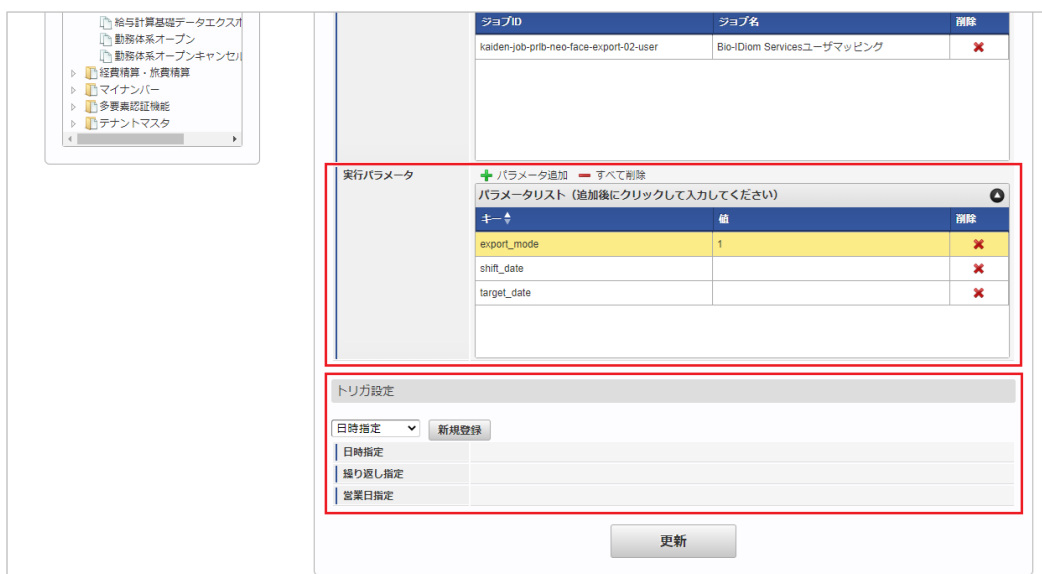 給与計算基礎データエクスポ
勤務体系オープン
勤務体系オープンキャンセル
経費精算・旅費精算
マイナンバー
多要素認証機能
テナントマスタ
ジョブID ジョブ名 削除
kaiden-job-prlb-neo-face-export-02-user Bio-IDiom Servicesユーザマッピング
実行パラメータ パラメータ追加 すべて削除
パラメータリスト（追加後にクリックして入力してください）
キー 値 削除
export_mode 1
shift_date
target_date
トリガ設定
日時指定 新規登録
日時指定
繰り返し指定
営業日指定
更新